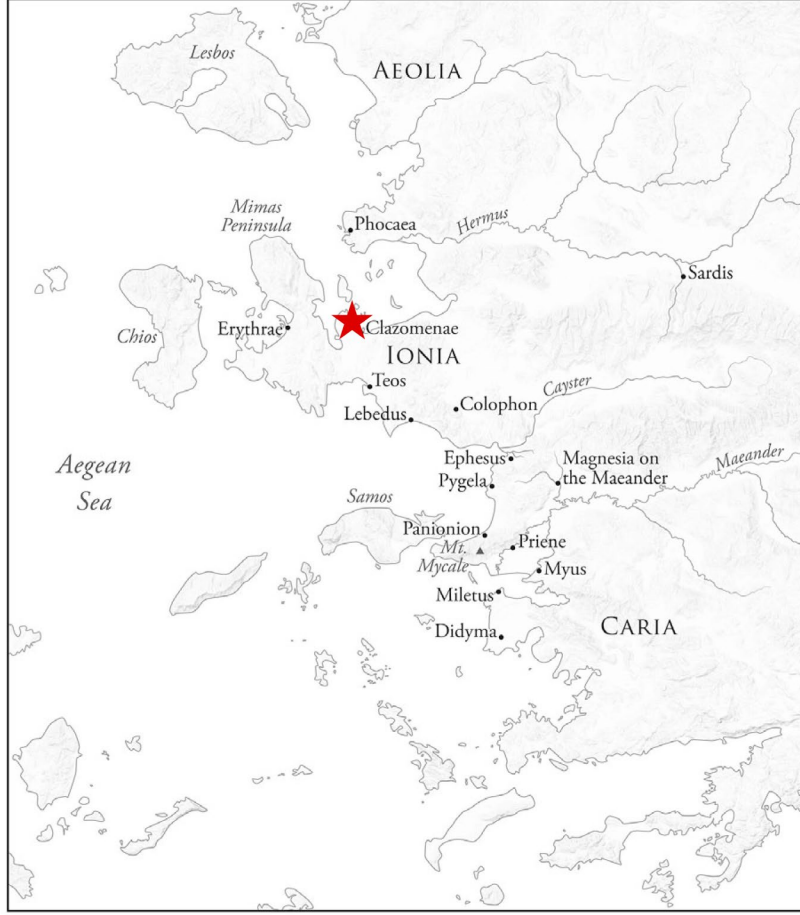 Lesbos
AEOLIA
Mimas
Peninsula
Phocaea
Hermus
Sardis
Chios
Erythrae
Clazomenae
IONIA
Teos
Cayster
Lebedus
Colophon
Aegean
Sea
Ephesus
Magnesia on
the Maeander
Maeander
Pygela
Samos
Panionion
Priene
Mt.
Mycale
Myus
Miletus
Didyma
CARIA